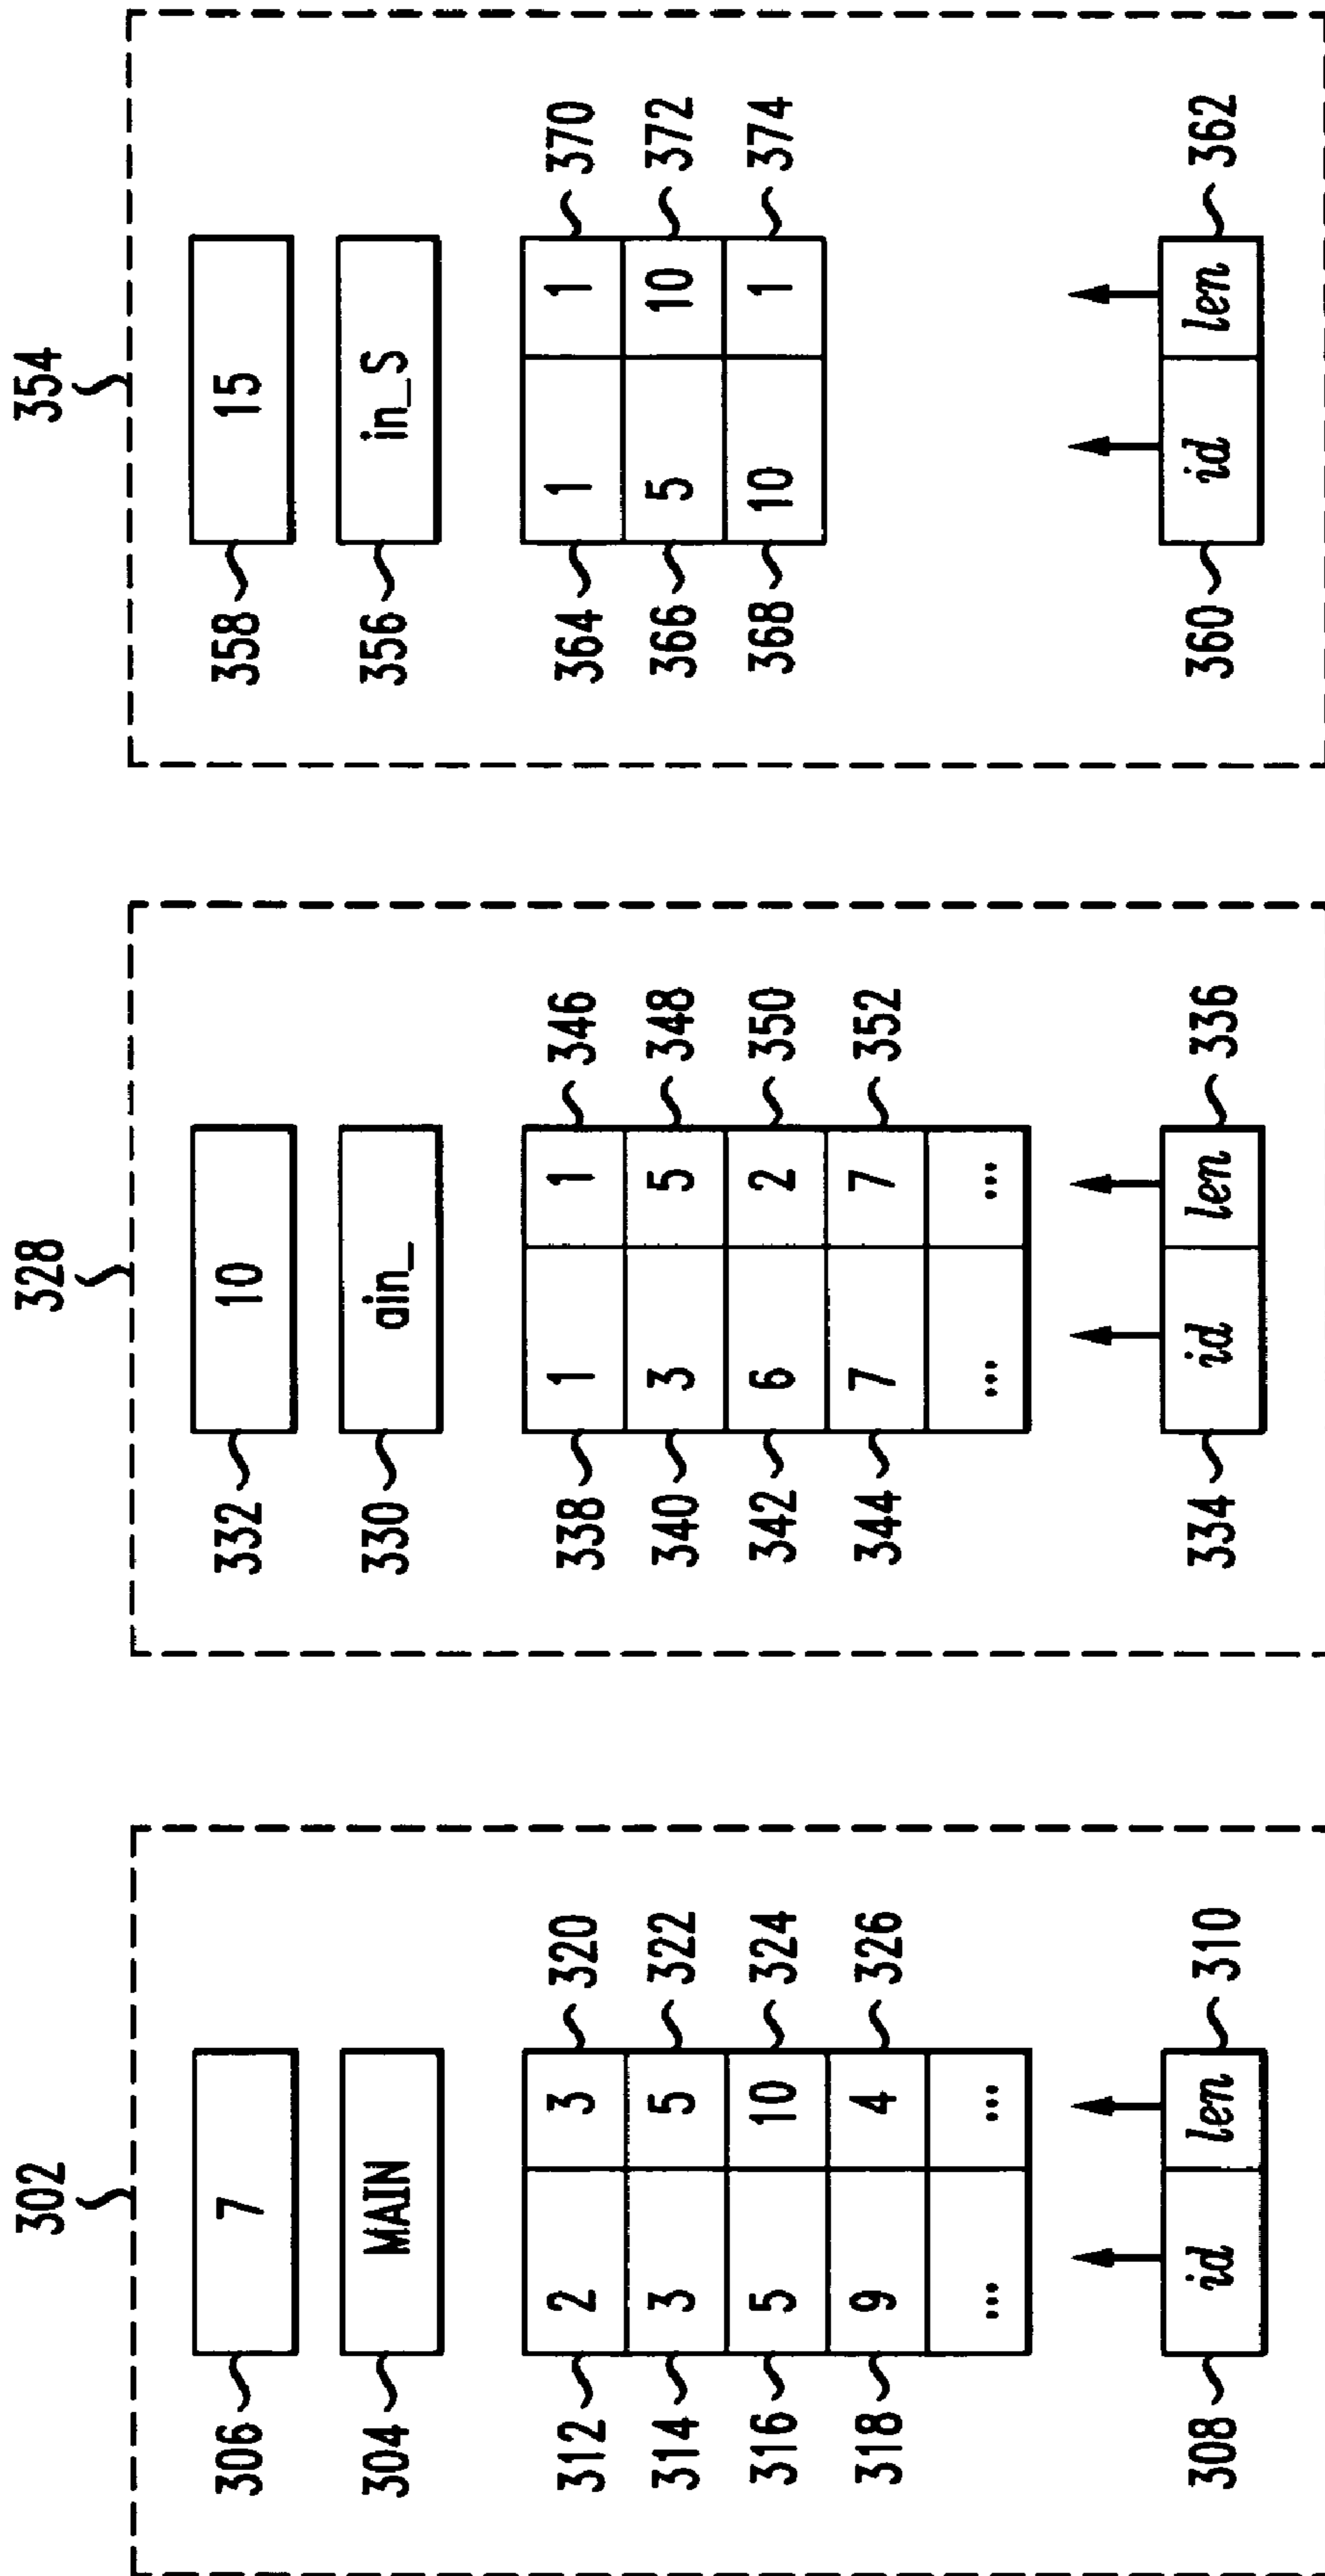 302
306 7
304 MAIN
312 2 3 320
314 3 5 322
316 5 10 324
318 9 4 326
... ...
308 id len 310
328
332 10
330 ain_
338 1 1 346
340 3 5 348
342 6 2 350
344 7 7 352
... ...
334 id len 336
354
358 15
356 in_S
364 1 1 370
366 5 10 372
368 10 1 374
360 id len 362